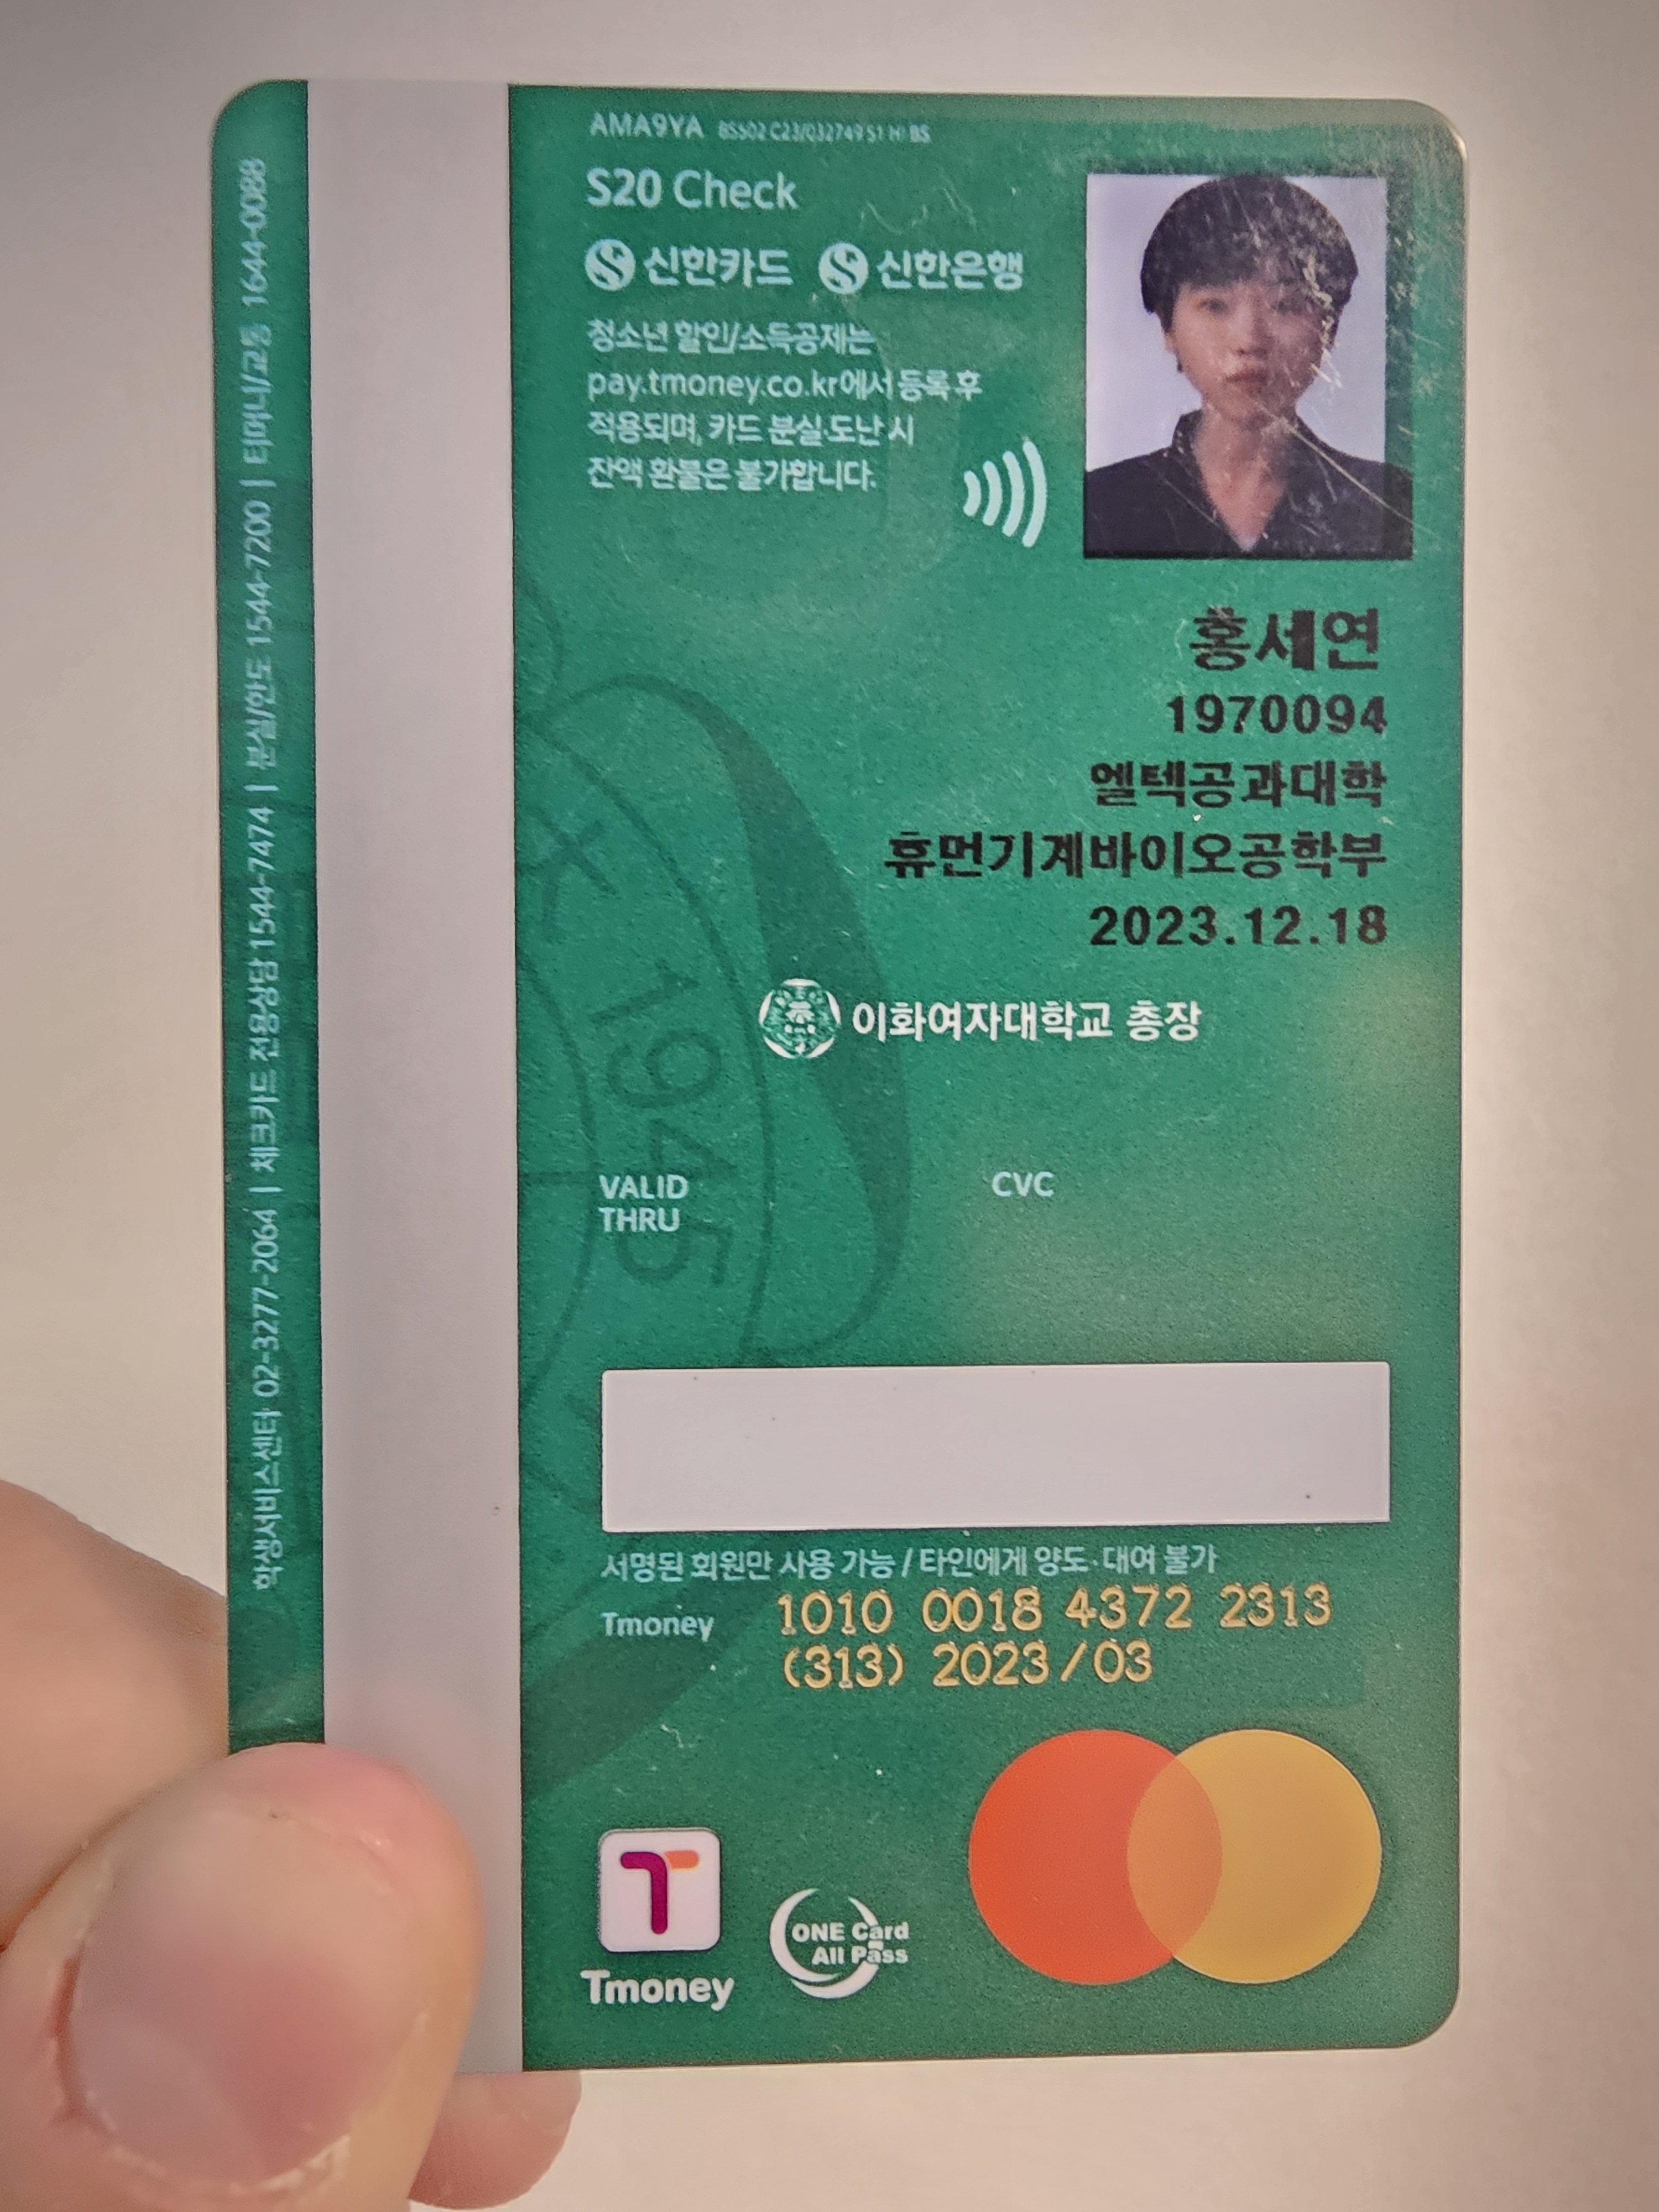 AMA9YA
S20 Check
신한카드 신한은행
청소년 할인/소득공제는
pay.tmoney.co.kr에서 등록 후
적용되며, 카드 분실·도난 시
잔액 환불은 불가합니다.
홍세연
1970094
엘텍공과대학
휴먼기계바이오공학부
2023.12.18
이화여자대학교 총장
1945
VALID
THRU
CVC
서명된 회원만 사용 가능 / 타인에게 양도·대여 불가
Tmoney 1010 0018 4372 2313
(313) 2023/03
Tmoney
ONE Card
All Pass
학생서비스센터 02-3277-2064 | 체크카드 전용상담 1544-7474 | 분실/한도 1544-7200 | 티머니/교통 1644-0088